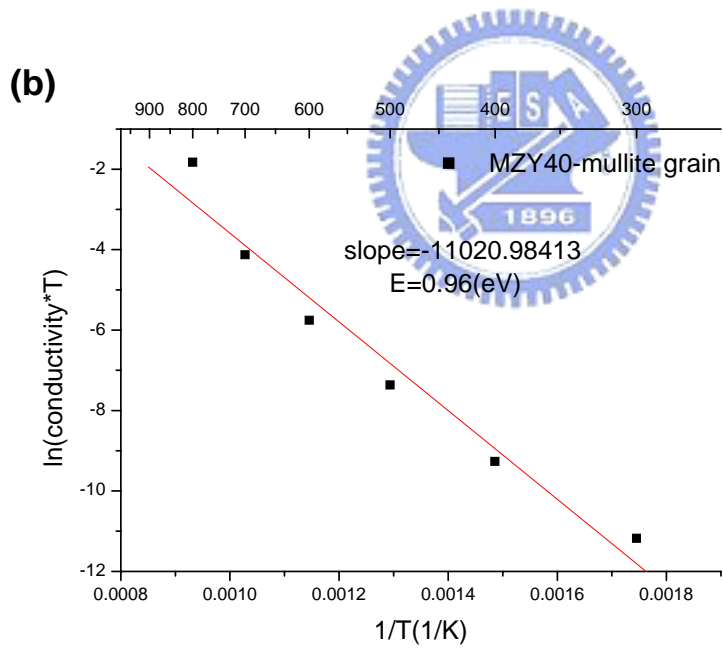 (b)
900 800 700 600 500 400 300
E S A
-2
MZY40-mullite grain
1896
-4
slope=-11020.98413
E=0.96(eV)
-6
-8
-10
-12
ln(conductivity*T)
0.0008 0.0010 0.0012 0.0014 0.0016 0.0018
1/T(1/K)